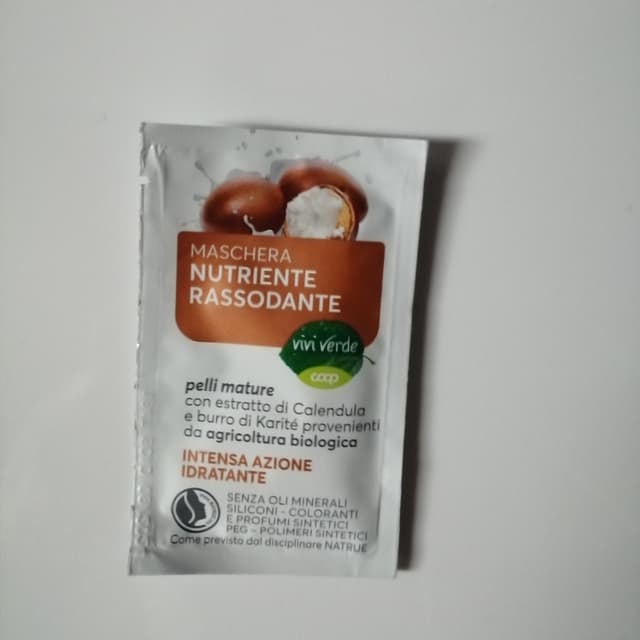 MASCHERA
NUTRIENTE
RASSODANTE
vivi verde
coop
pelli mature
con estratto di Calendula
e burro di Karité provenienti
da agricoltura biologica
INTENSA AZIONE
IDRATANTE
SENZA OLI MINERALI
SILICONI - COLORANTI
E PROFUMI SINTETICI
PEG - POLIMERI SINTETICI
Come previsto dal disciplinare NATRUE